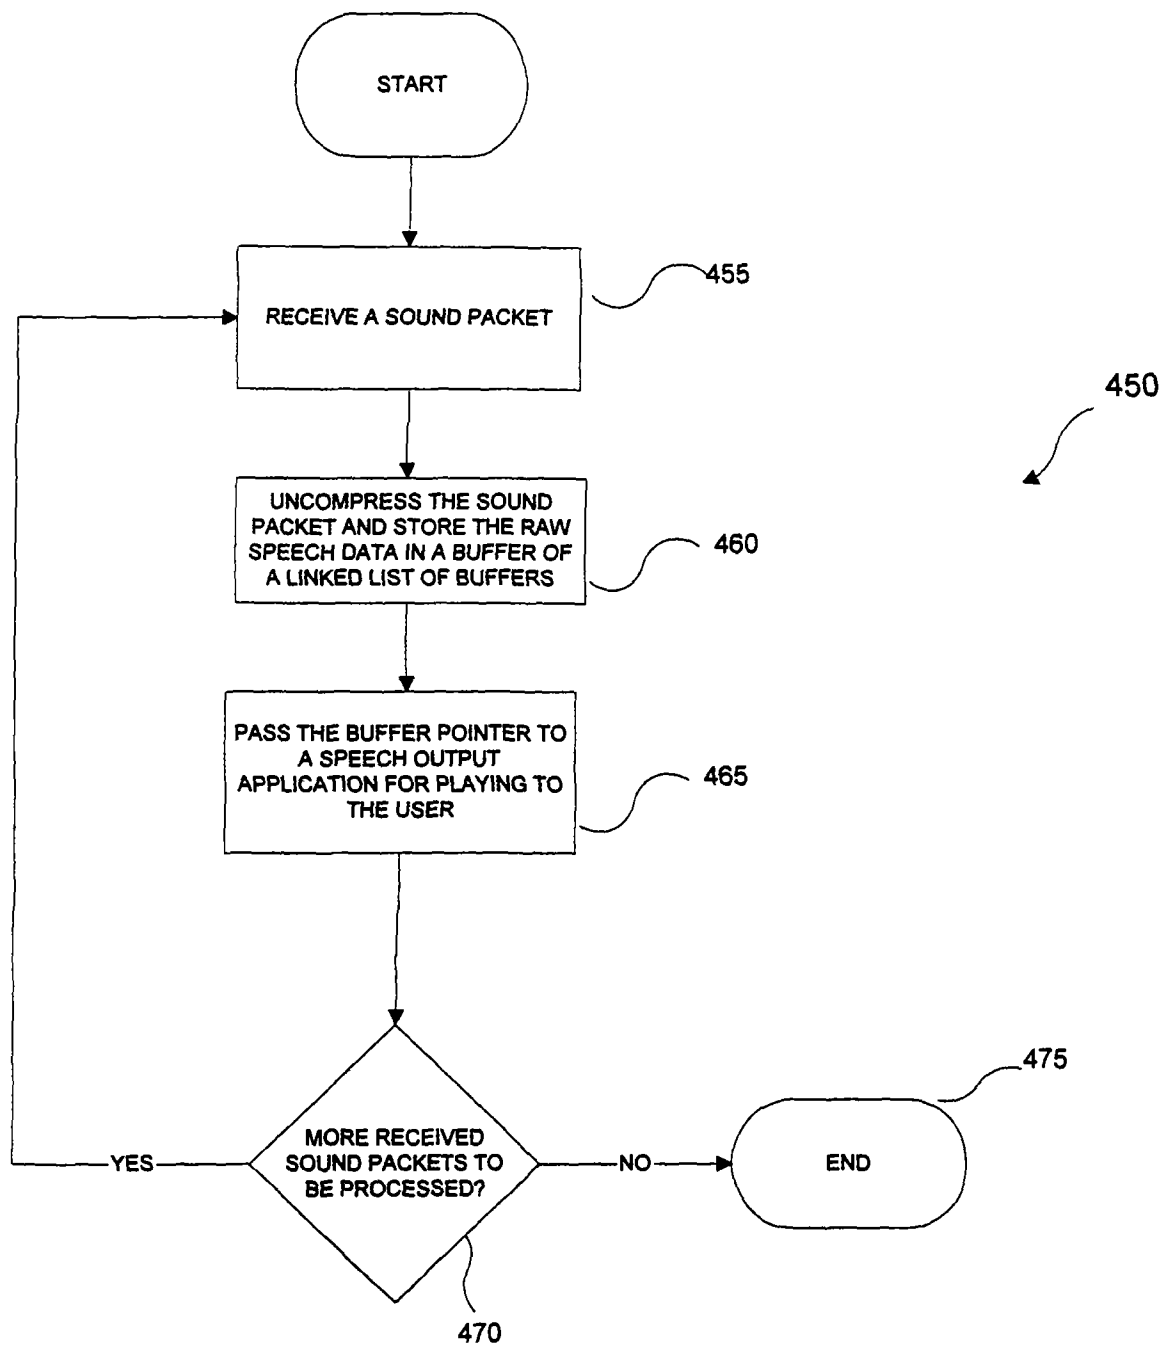 START
455
RECEIVE A SOUND PACKET
450
UNCOMPRESS THE SOUND
PACKET AND STORE THE RAW
SPEECH DATA IN A BUFFER OF
A LINKED LIST OF BUFFERS
460
PASS THE BUFFER POINTER TO
A SPEECH OUTPUT
APPLICATION FOR PLAYING TO
THE USER
465
475
MORE RECEIVED
SOUND PACKETS TO
BE PROCESSED?
YES
NO
END
470